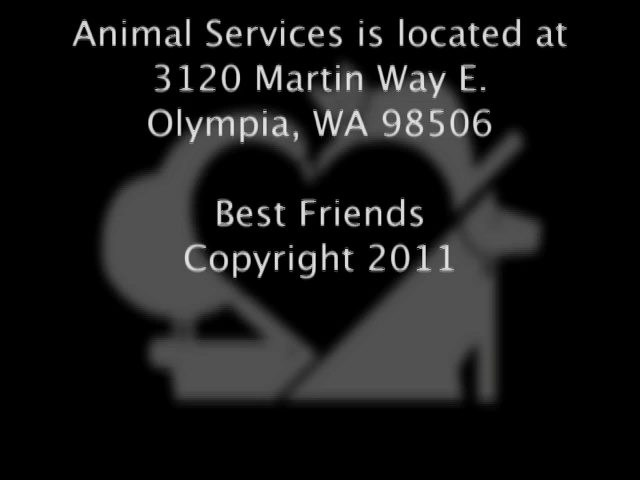 Animal Services is located at
3120 Martin Way E.
Olympia, WA 98506
Best Friends
Copyright 2011